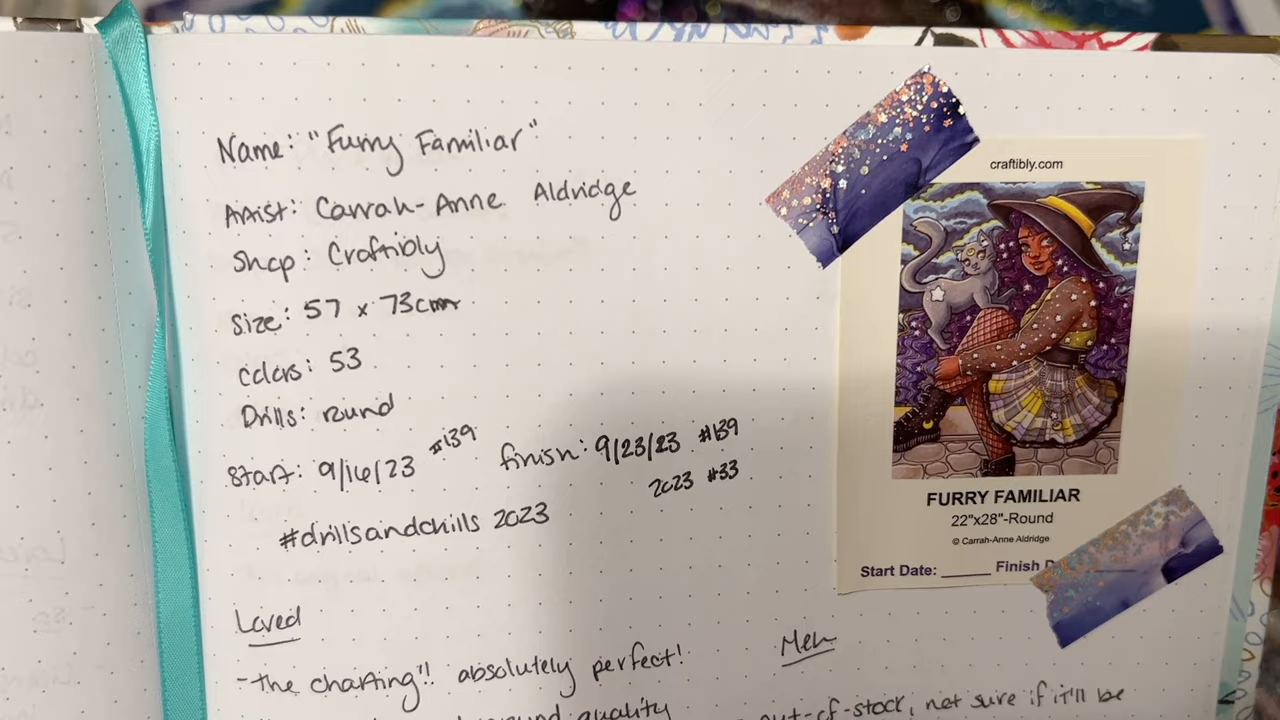 Name: "Furry Familiar"
Artist: Carrah-Anne Aldridge
Shop: Craftibly
Size: 57 x 73cm
Colors: 53
Drills: round
Start: 9/16/23 #139 finish: 9/23/23 #139
2023 #33
#drillsandchills 2023
Loved
-the charting"!! absolutely perfect!
quality
Meh
out-of-stock, not sure if it'll be
craftibly.com
FURRY FAMILIAR
22"x28"-Round
© Carrah-Anne Aldridge
Start Date: _____ Finish D